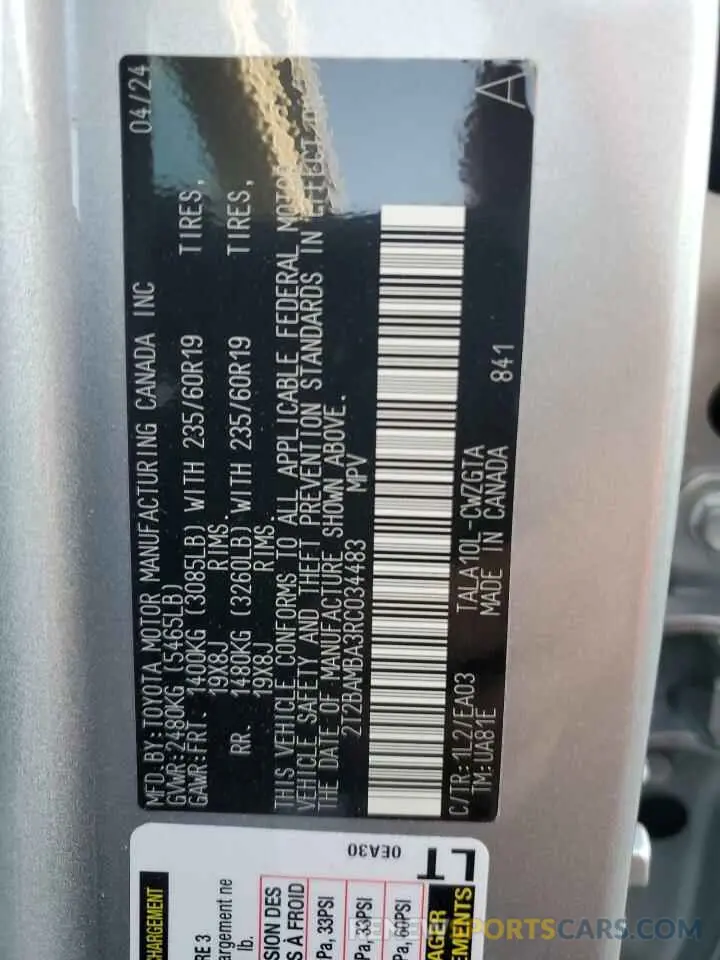 MFD.BY:TOYOTA MOTOR MANUFACTURING CANADA INC 04/24
GVWR:2480KG (5465LB)
GAWR:FRT. 1400KG (3085LB) WITH 235/60R19 TIRES,
19X8J RIMS.
RR. 1480KG (3260LB) WITH 235/60R19 TIRES,
19X8J RIMS.
THIS VEHICLE CONFORMS TO ALL APPLICABLE FEDERAL MOTOR
VEHICLE SAFETY AND THEFT PREVENTION STANDARDS IN EFFECT ON
THE DATE OF MANUFACTURE SHOWN ABOVE.
2T2BAMBA3RC034483 MPV
A
C/TR:1L2/EA03 TALA10L-CWZGTA 841
TM:UA81E MADE IN CANADA
0EA30
CHARGEMENT
RE 3
argement ne
lb.
SION DES
S À FROID
Pa, 33PSI
Pa, 33PSI
Pa, 60PSI
AGER
EMENTS
SPORTSCARS.COM